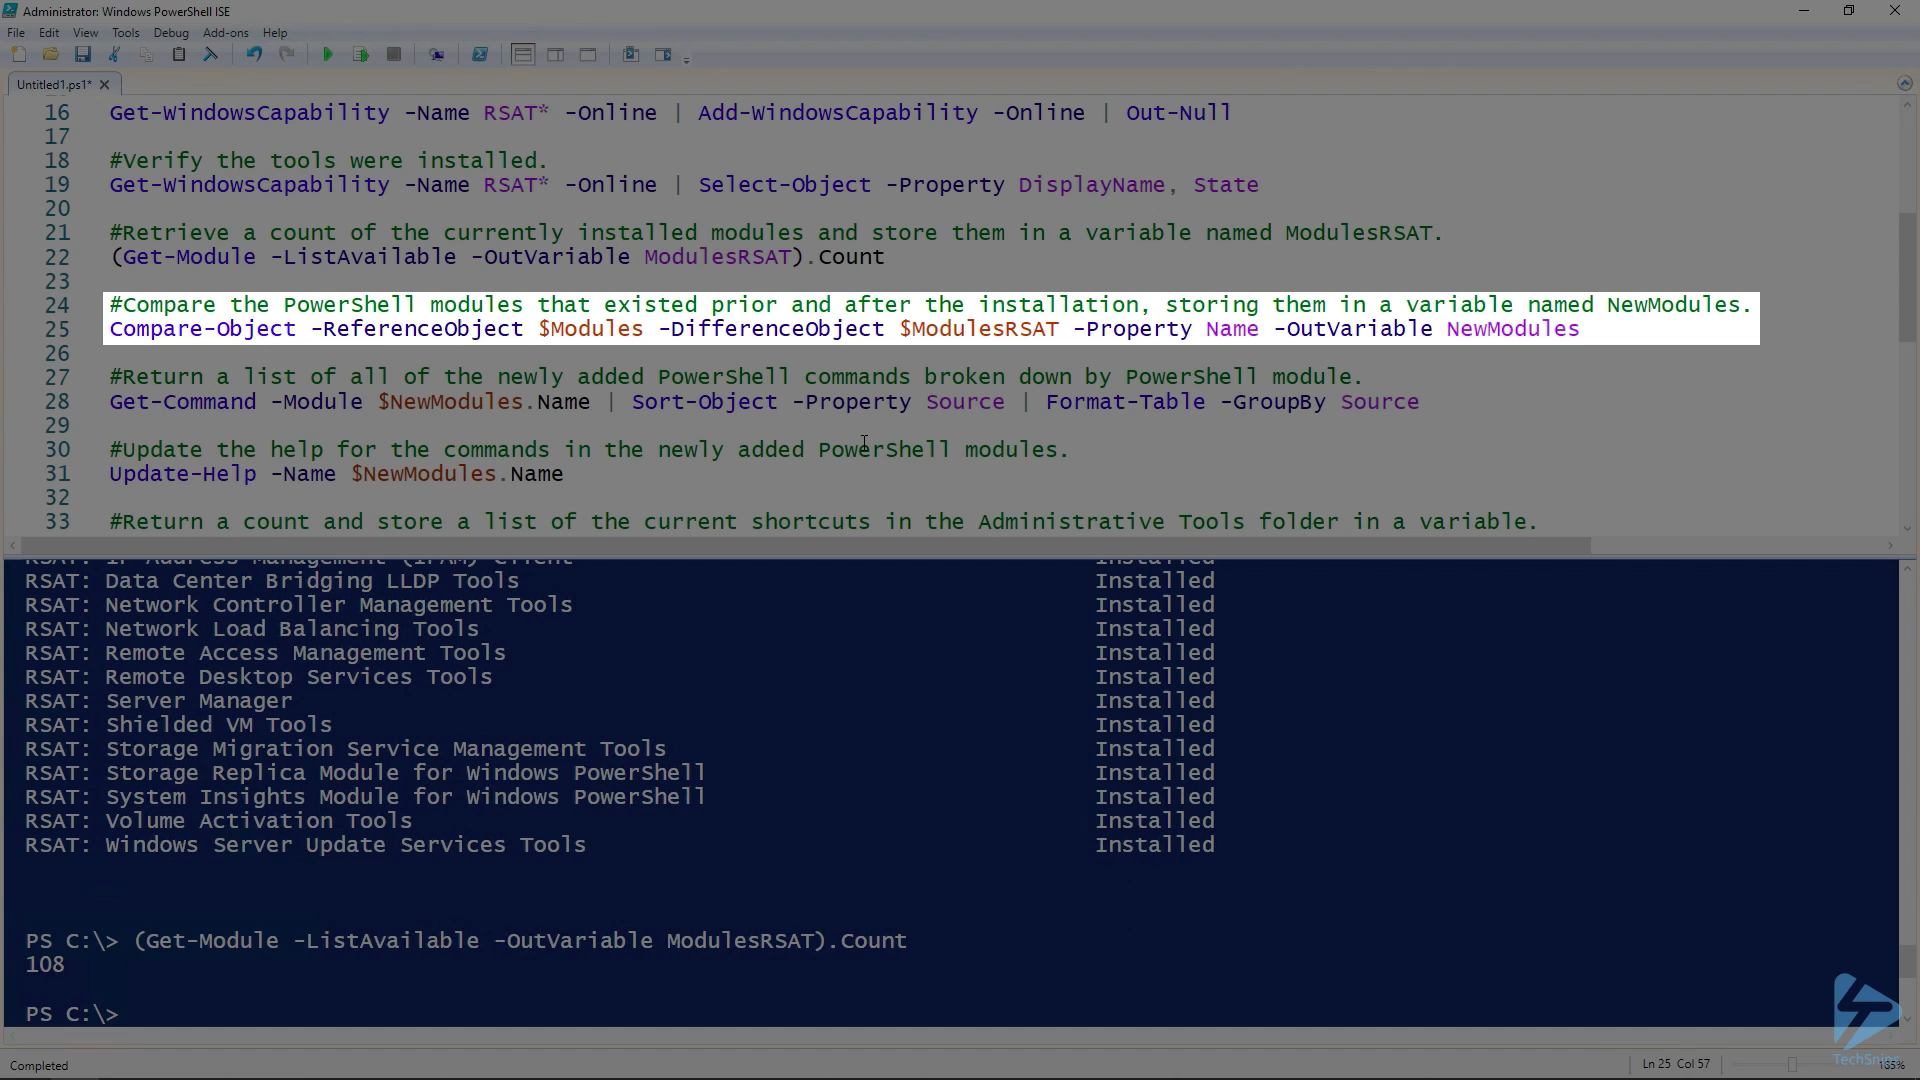 Administrator: Windows PowerShell ISE
File Edit View Tools Debug Add-ons Help
Untitled1.ps1*
16 Get-WindowsCapability -Name RSAT* -Online | Add-WindowsCapability -Online | Out-Null
17
18 #Verify the tools were installed.
19 Get-WindowsCapability -Name RSAT* -Online | Select-Object -Property DisplayName, State
20
21 #Retrieve a count of the currently installed modules and store them in a variable named ModulesRSAT.
22 (Get-Module -ListAvailable -OutVariable ModulesRSAT).Count
23
24 #Compare the PowerShell modules that existed prior and after the installation, storing them in a variable named NewModules.
25 Compare-Object -ReferenceObject $Modules -DifferenceObject $ModulesRSAT -Property Name -OutVariable NewModules
26
27 #Return a list of all of the newly added PowerShell commands broken down by PowerShell module.
28 Get-Command -Module $NewModules.Name | Sort-Object -Property Source | Format-Table -GroupBy Source
29
30 #Update the help for the commands in the newly added PowerShell modules.
31 Update-Help -Name $NewModules.Name
32
33 #Return a count and store a list of the current shortcuts in the Administrative Tools folder in a variable.
RSAT: IP Address Management (IPAM) Client Installed
RSAT: Data Center Bridging LLDP Tools Installed
RSAT: Network Controller Management Tools Installed
RSAT: Network Load Balancing Tools Installed
RSAT: Remote Access Management Tools Installed
RSAT: Remote Desktop Services Tools Installed
RSAT: Server Manager Installed
RSAT: Shielded VM Tools Installed
RSAT: Storage Migration Service Management Tools Installed
RSAT: Storage Replica Module for Windows PowerShell Installed
RSAT: System Insights Module for Windows PowerShell Installed
RSAT: Volume Activation Tools Installed
RSAT: Windows Server Update Services Tools Installed
PS C:\> (Get-Module -ListAvailable -OutVariable ModulesRSAT).Count
108
PS C:\>
TechSnips
Completed Ln 25 Col 57